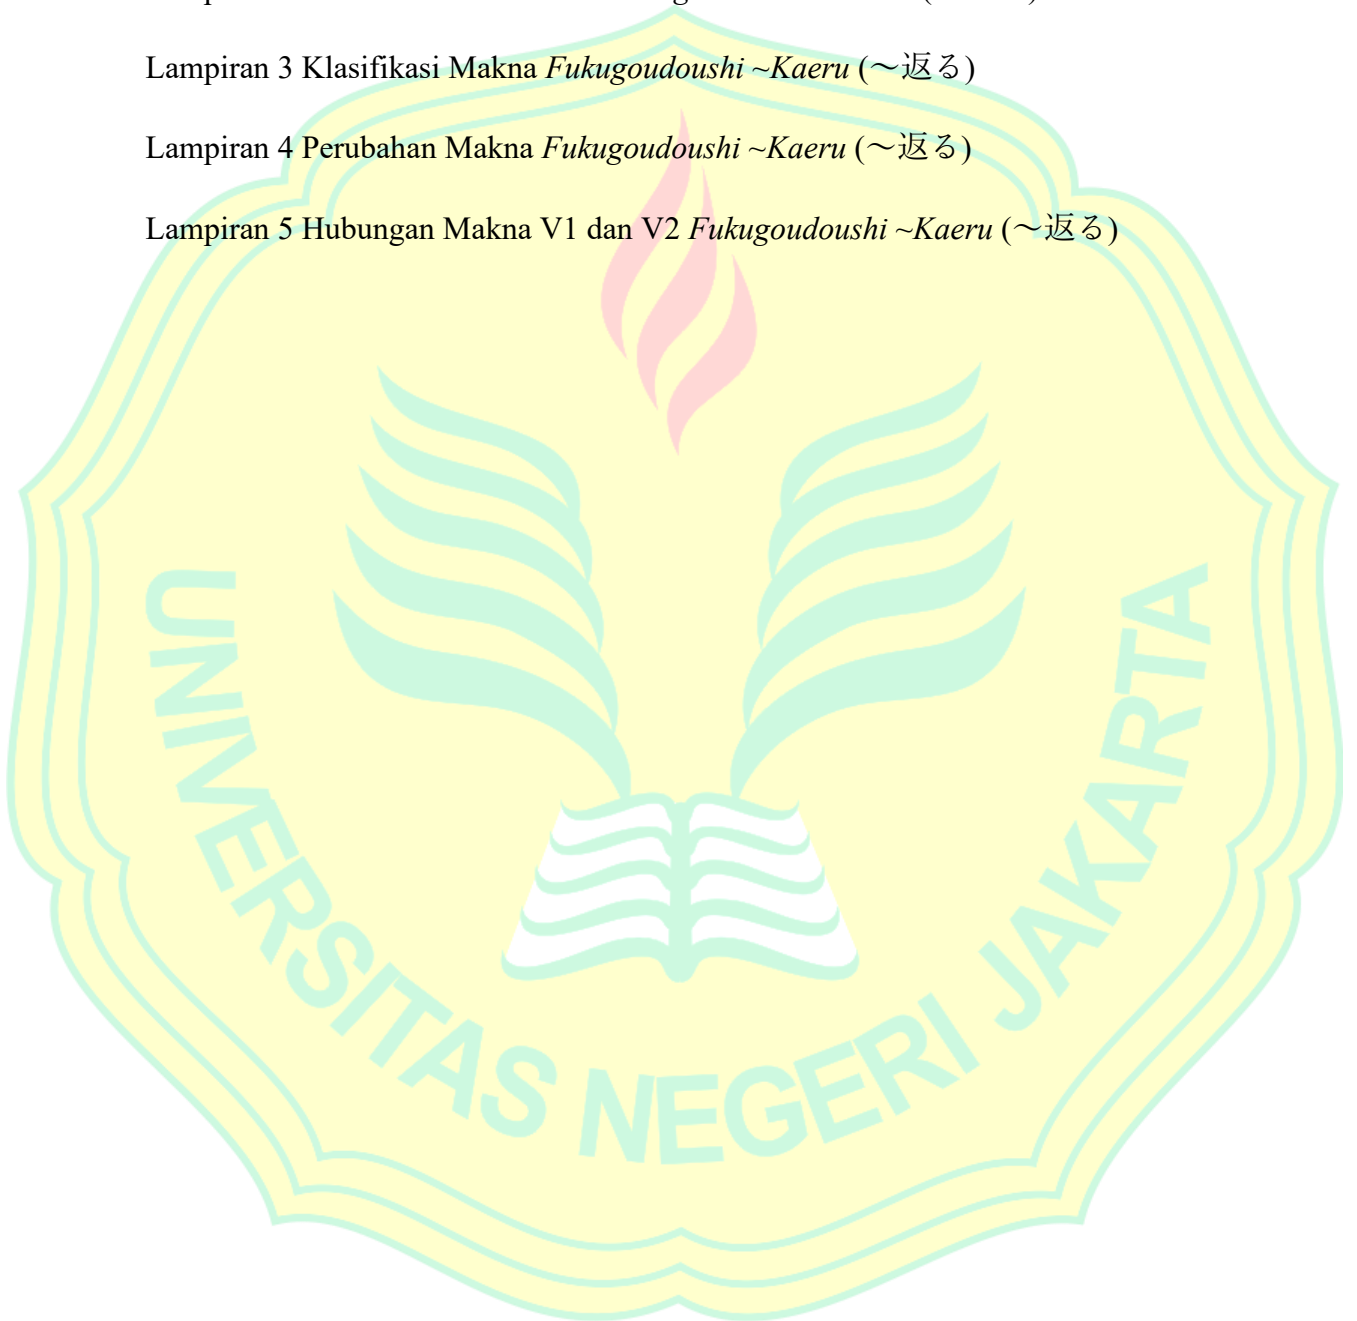 Lampiran 3 Klasifikasi Makna Fukugoudoushi ~Kaeru (～返る)
Lampiran 4 Perubahan Makna Fukugoudoushi ~Kaeru (～返る)
Lampiran 5 Hubungan Makna V1 dan V2 Fukugoudoushi ~Kaeru (～返る)
UNIVERSITAS NEGERI JAKARTA